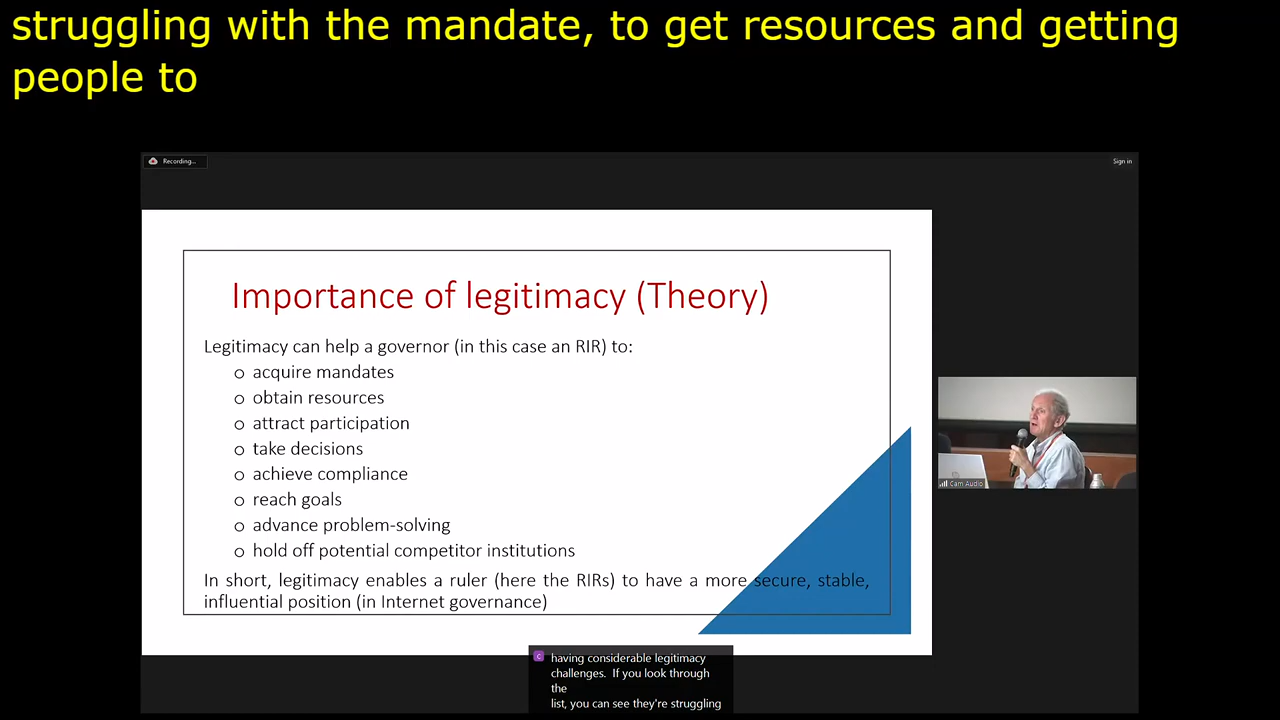 struggling with the mandate, to get resources and getting
people to
Recording...
Sign in
Importance of legitimacy (Theory)
Legitimacy can help a governor (in this case an RIR) to:
o acquire mandates
o obtain resources
o attract participation
o take decisions
o achieve compliance
o reach goals
o advance problem-solving
o hold off potential competitor institutions
In short, legitimacy enables a ruler (here the RIRs) to have a more secure, stable,
influential position (in Internet governance)
Cam Audio
C
having considerable legitimacy
challenges. If you look through
the
list, you can see they're struggling